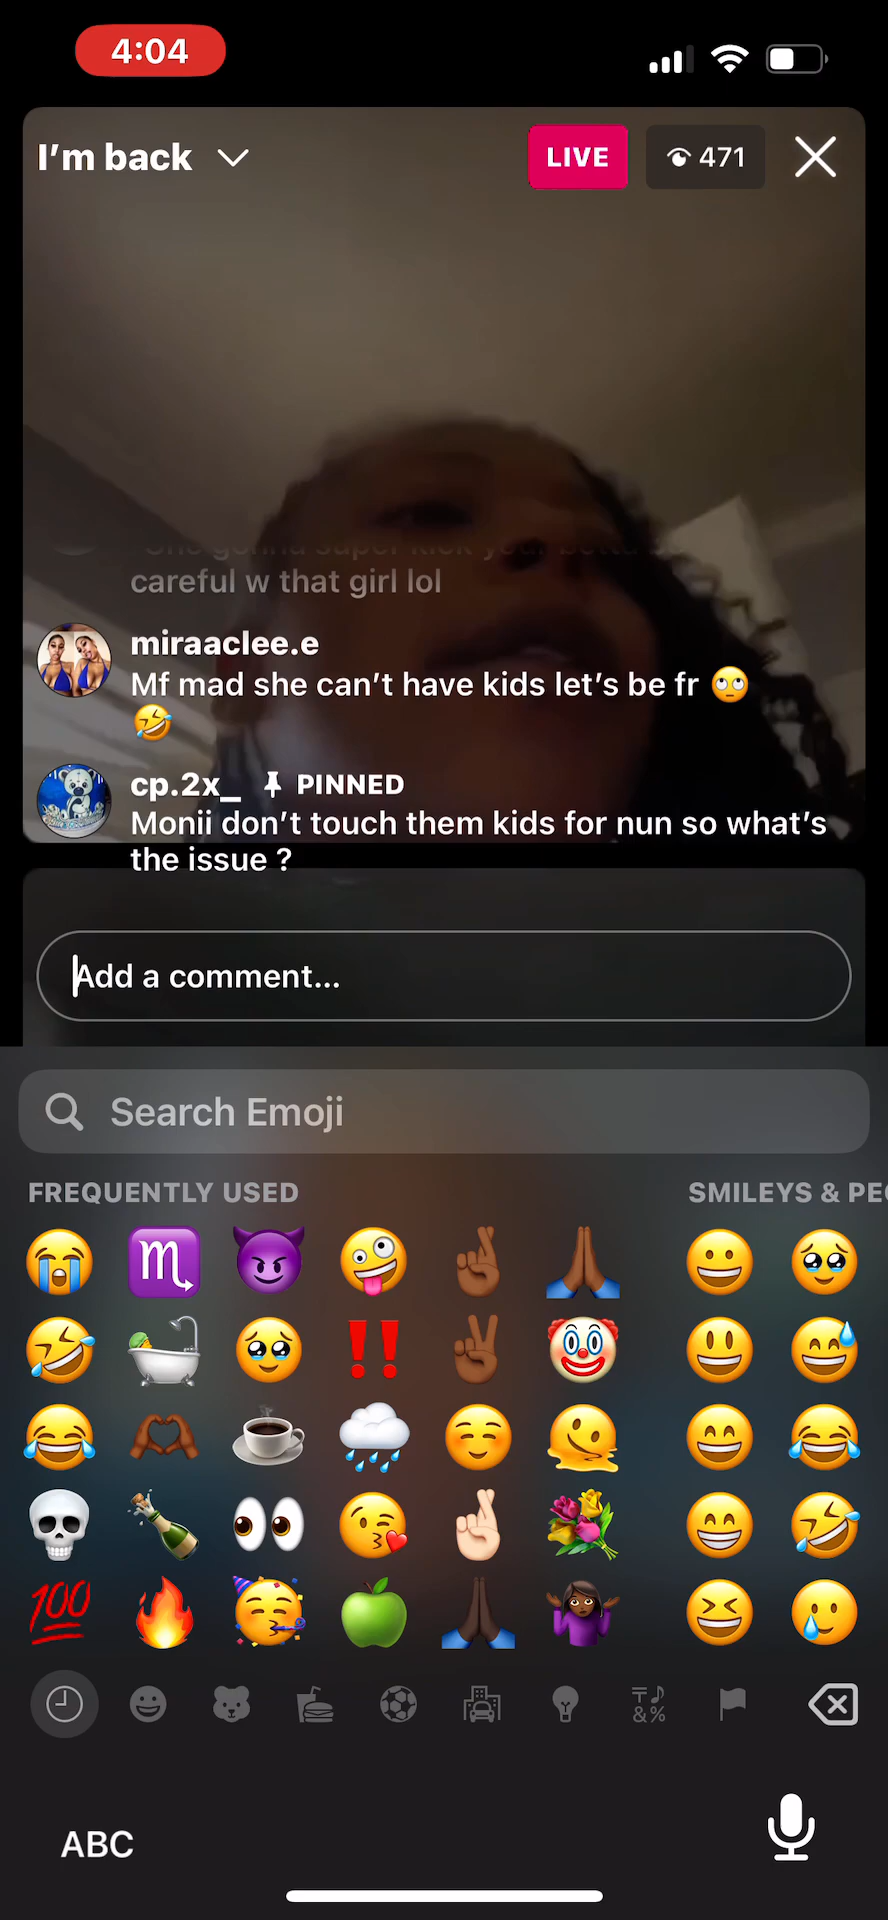 4:04
I'm back
LIVE
471
careful w that girl lol
miraaclee.e
Mf mad she can't have kids let's be fr 🙄
🤣
cp.2x_ PINNED
Monii don't touch them kids for nun so what's
the issue ?
Add a comment...
Search Emoji
FREQUENTLY USED
SMILEYS &
ABC